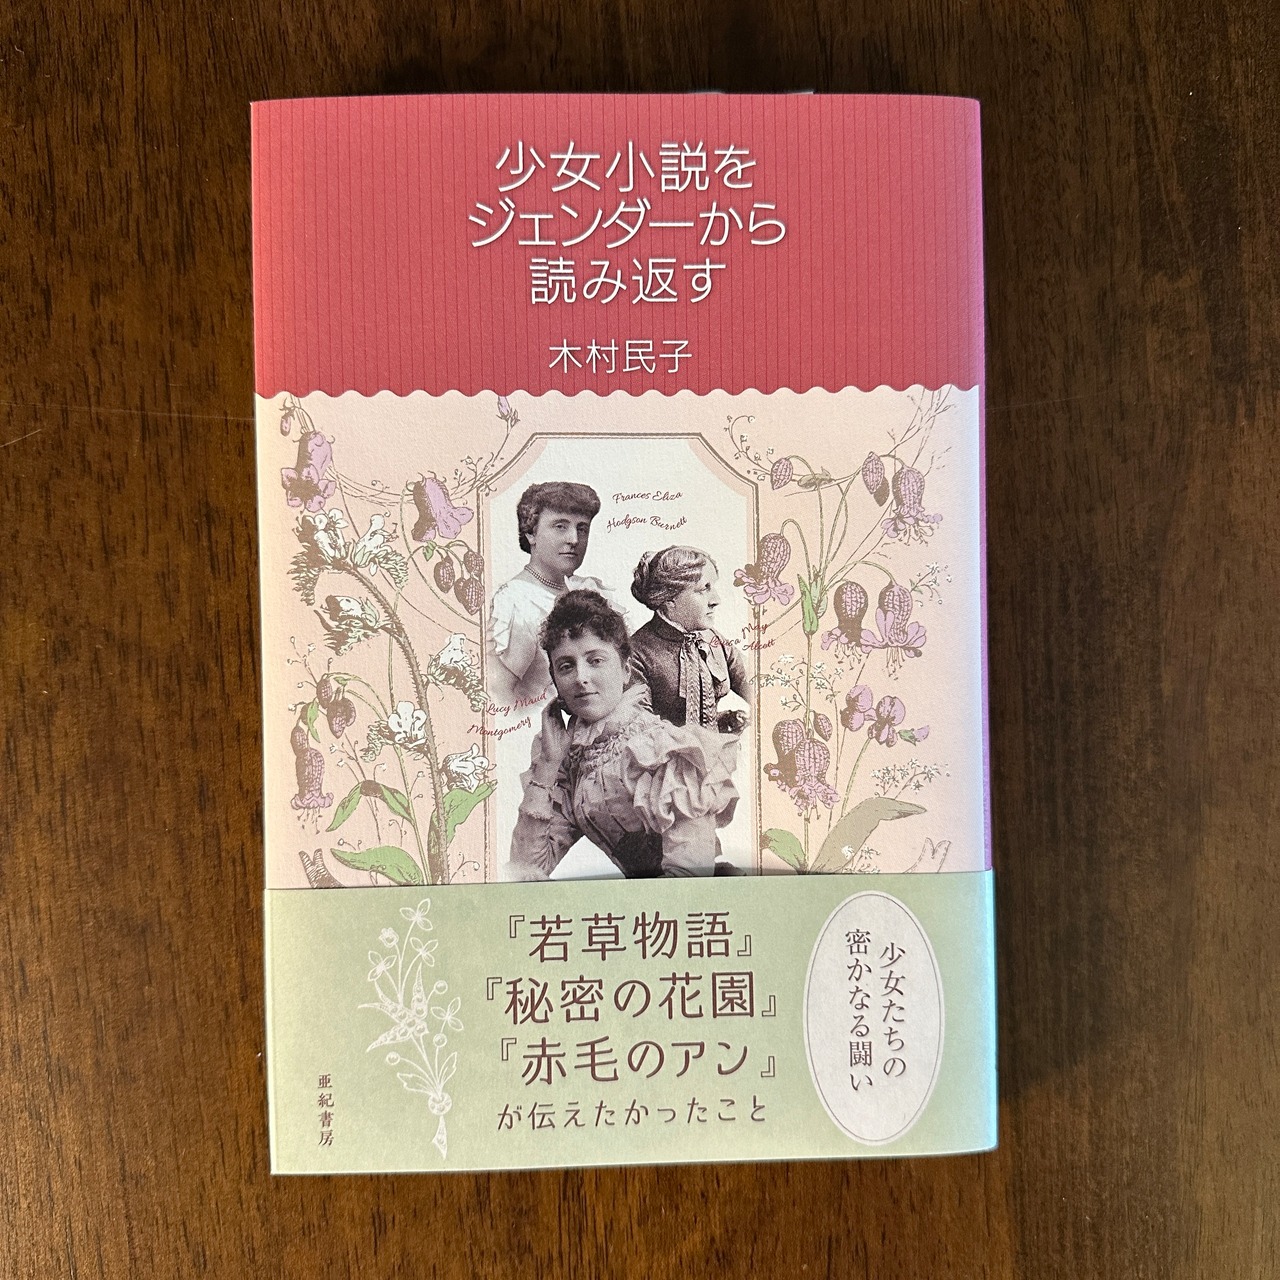 少女小説を
ジェンダーから
読み返す
木村民子
Frances Eliza
Hodgson Burnett
Louisa May
Alcott
Lucy Maud
Montgomery
『若草物語』
『秘密の花園』
『赤毛のアン』
が伝えたかったこと
少女たちの
密かなる闘い
亜紀書房